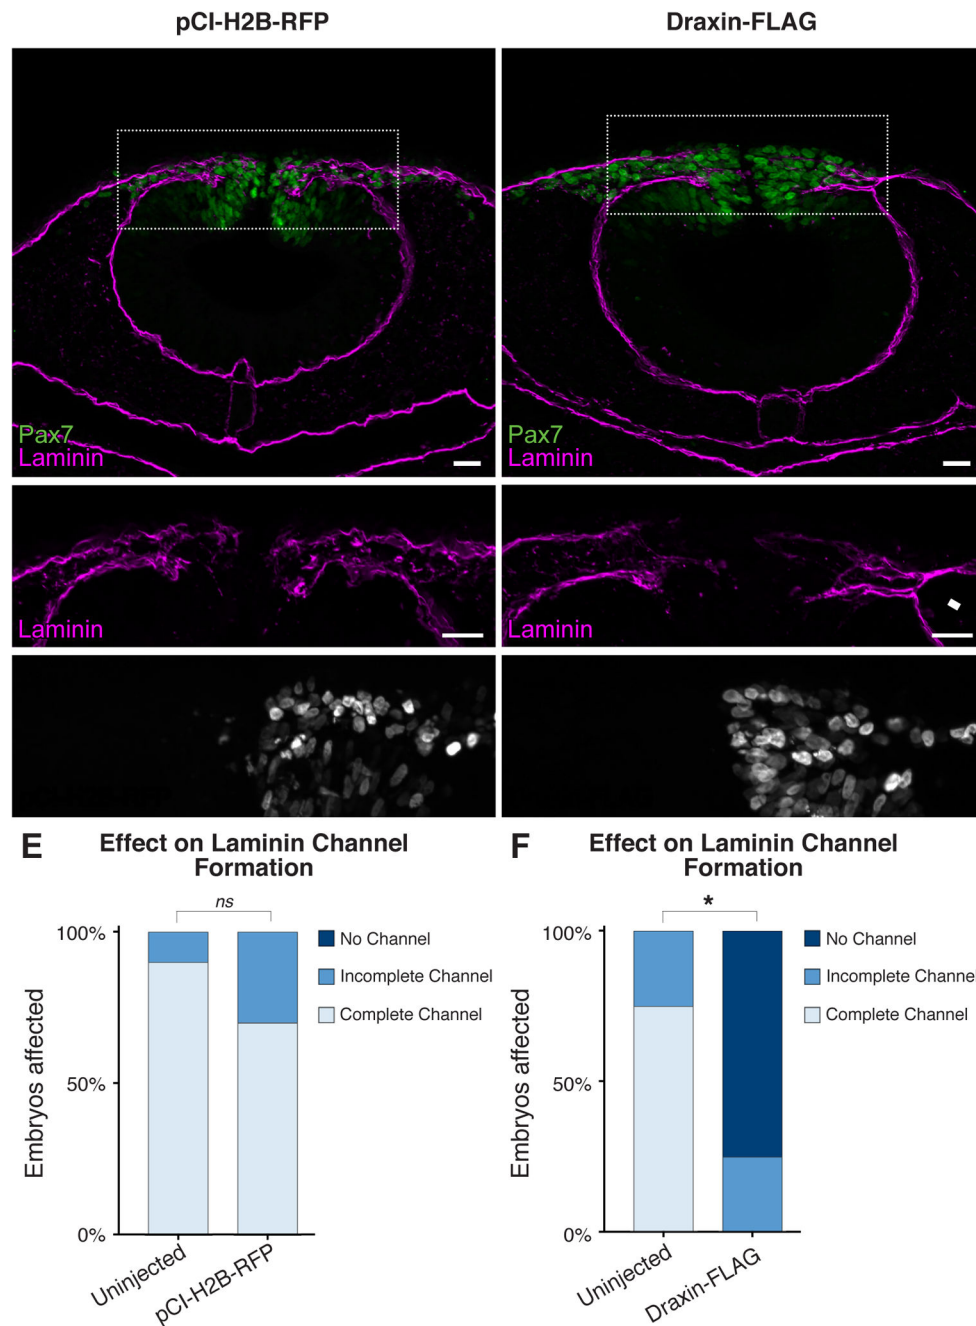 pCI-H2B-RFP
Draxin-FLAG
Pax7
Laminin
Pax7
Laminin
Laminin
Laminin
E
Effect on Laminin Channel
Formation
ns
100%
50%
0%
Embryos affected
Uninjected
pCI-H2B-RFP
No Channel
Incomplete Channel
Complete Channel
F
Effect on Laminin Channel
Formation
*
100%
50%
0%
Embryos affected
Uninjected
Draxin-FLAG
No Channel
Incomplete Channel
Complete Channel